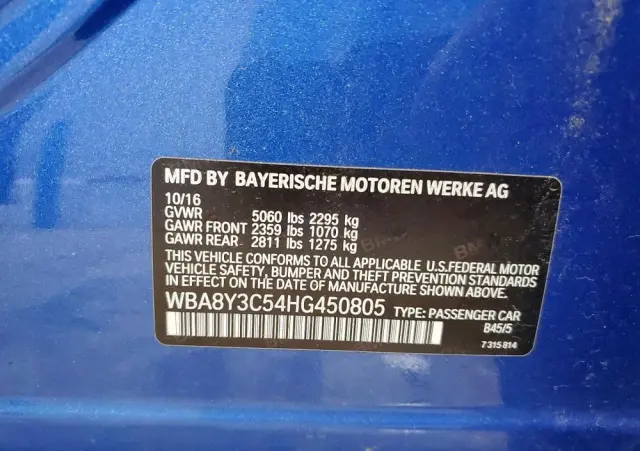 MFD BY BAYERISCHE MOTOREN WERKE AG
10/16
GVWR 5060 lbs 2295 kg
GAWR FRONT 2359 lbs 1070 kg
GAWR REAR 2811 lbs 1275 kg
THIS VEHICLE CONFORMS TO ALL APPLICABLE U.S.FEDERAL MOTOR
VEHICLE SAFETY, BUMPER AND THEFT PREVENTION STANDARDS
IN EFFECT ON THE DATE OF MANUFACTURE SHOWN ABOVE.
WBA8Y3C54HG450805 TYPE: PASSENGER CAR
B45/5
7 315 814